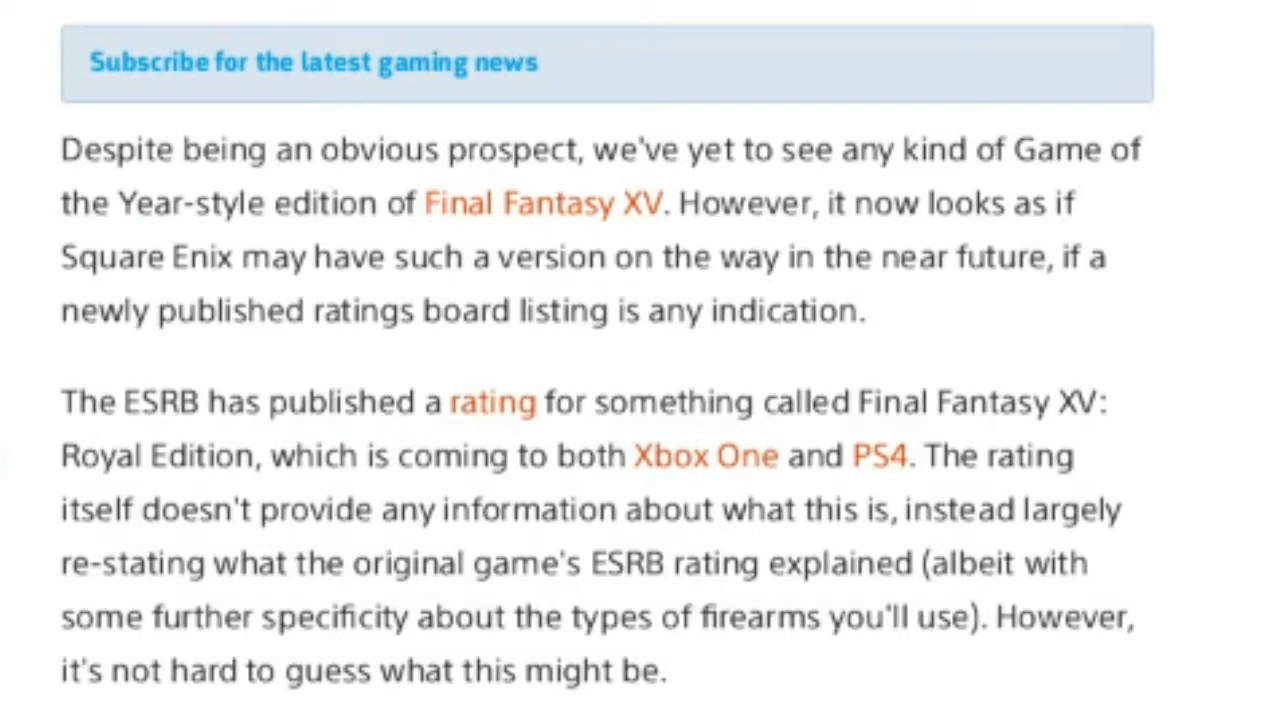 Subscribe for the latest gaming news
Despite being an obvious prospect, we've yet to see any kind of Game of
the Year-style edition of Final Fantasy XV. However, it now looks as if
Square Enix may have such a version on the way in the near future, if a
newly published ratings board listing is any indication.
The ESRB has published a rating for something called Final Fantasy XV:
Royal Edition, which is coming to both Xbox One and PS4. The rating
itself doesn't provide any information about what this is, instead largely
re-stating what the original game's ESRB rating explained (albeit with
some further specificity about the types of firearms you'll use). However,
it's not hard to guess what this might be.